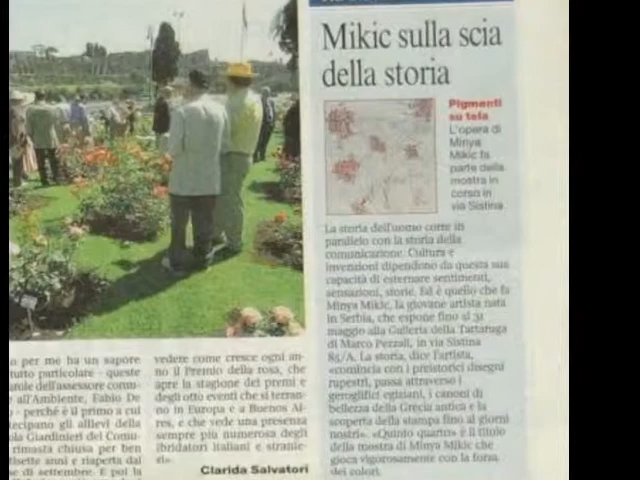 Mikic sulla scia
della storia
Pigmenti
su tela
L'opera di
Minya
Mikic fa
parte della
mostra in
corso in
via Sistina
La storia dell'uomo corre in
parallelo con la storia della
comunicazione. Cultura e
invenzioni dipendono da questa sua
capacità di esternare sentimenti,
sensazioni, storie. Ed è quello che fa
Minya Mikic, la giovane artista nata
in Serbia, che espone fino al 31
maggio alla Galleria della Tartaruga
di Marco Pezzali, in via Sistina
85/A. La storia, dice l'artista,
«comincia con i preistorici disegni
rupestri, passa attraverso i
geroglifici egiziani, i canoni di
bellezza della Grecia antica e la
scoperta della stampa fino ai giorni
nostri». «Quinto quarto» è il titolo
della mostra di Minya Mikic che
gioca vigorosamente con la forza
dei colori.
o per me ha un sapore
tutto particolare - queste
role dell'assessore comu-
all'Ambiente, Fabio De
- perché è il primo a cui
tecipano gli allievi della
ola Giardinieri del Comu-
rimasta chiusa per ben
tisette anni e riaperta dal
se di settembre. E poi la
vedere come cresce ogni an-
no il Premio della rosa, che
apre la stagione dei premi e
degli otto eventi che si terran-
no in Europa e a Buenos Ai-
res, e che vede una presenza
sempre più numerosa degli
ibridatori italiani e stranie-
ri».
Clarida Salvatori